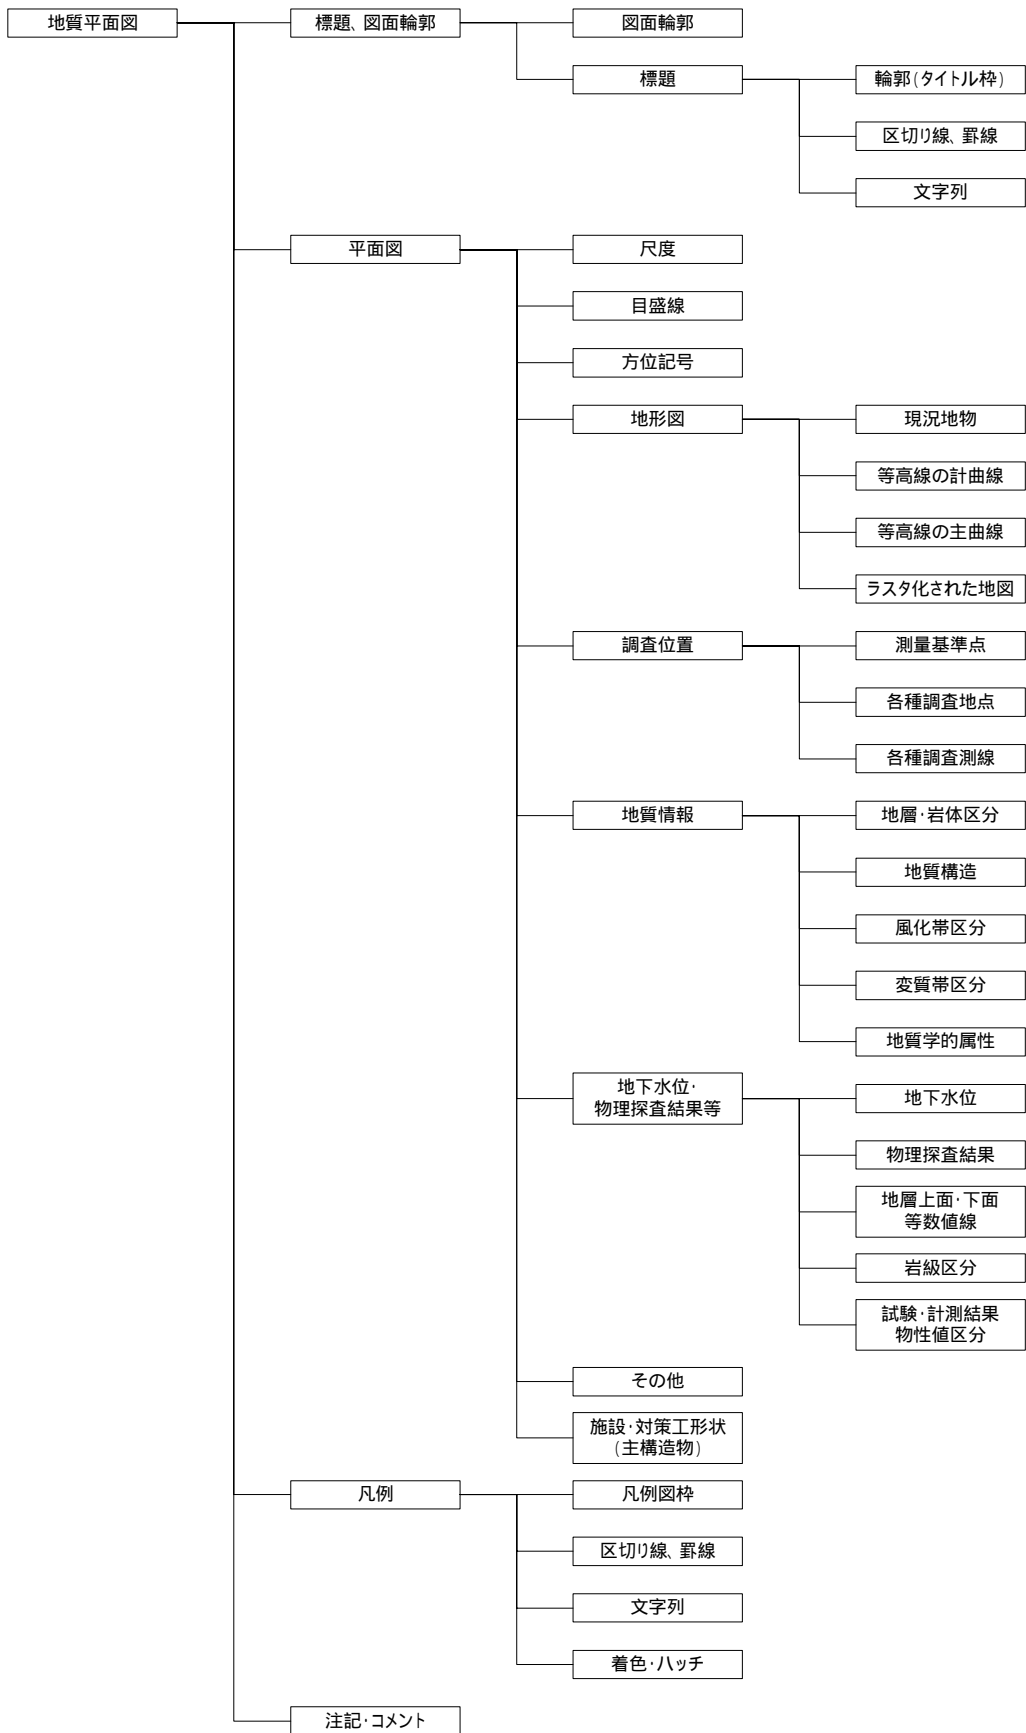 地質平面図
標題、図面輪郭
図面輪郭
標題
輪郭(タイトル枠)
区切り線、罫線
文字列
平面図
尺度
目盛線
方位記号
地形図
現況地物
等高線の計曲線
等高線の主曲線
ラスタ化された地図
調査位置
測量基準点
各種調査地点
各種調査測線
地質情報
地層･岩体区分
地質構造
風化帯区分
変質帯区分
地質学的属性
地下水位･
物理探査結果等
地下水位
物理探査結果
地層上面･下面
等数値線
岩級区分
試験･計測結果
物性値区分
その他
施設･対策工形状
(主構造物)
凡例
凡例図枠
区切り線、罫線
文字列
着色･ハッチ
注記･コメント